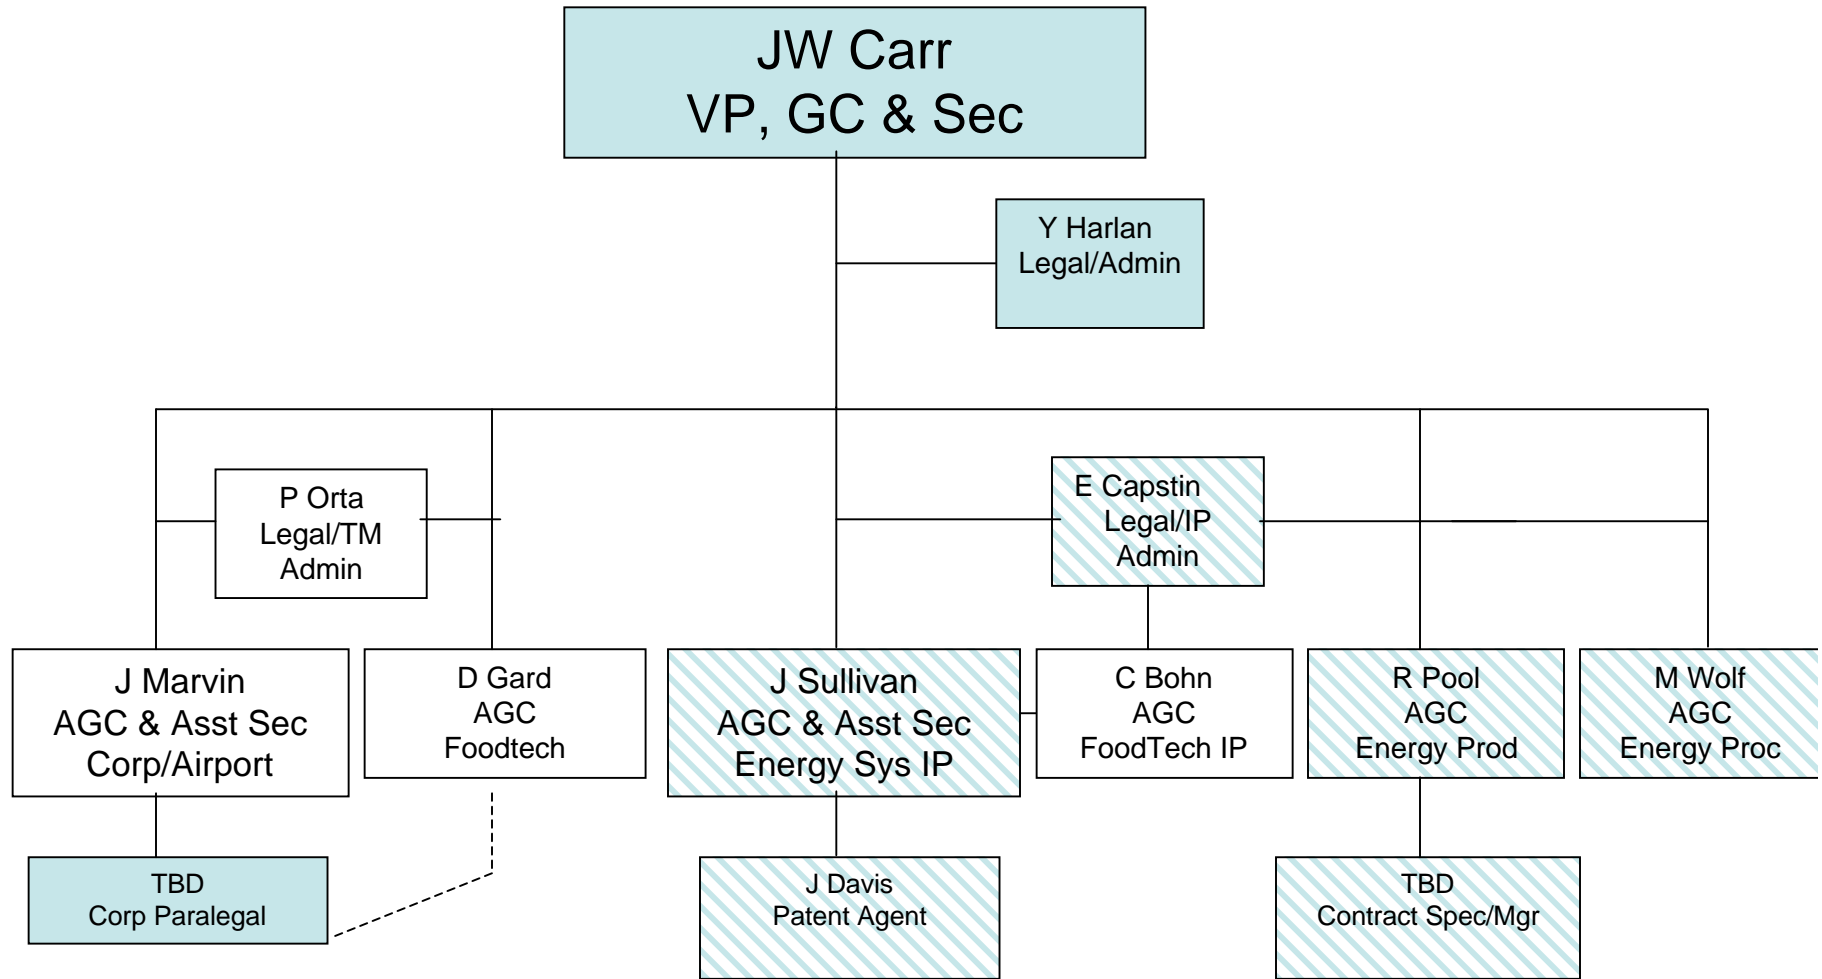 JW Carr
VP, GC & Sec
Y Harlan
Legal/Admin
P Orta
Legal/TM
Admin
E Capstin
Legal/IP
Admin
J Marvin
AGC & Asst Sec
Corp/Airport
D Gard
AGC
Foodtech
J Sullivan
AGC & Asst Sec
Energy Sys IP
C Bohn
AGC
FoodTech IP
R Pool
AGC
Energy Prod
M Wolf
AGC
Energy Proc
TBD
Corp Paralegal
J Davis
Patent Agent
TBD
Contract Spec/Mgr